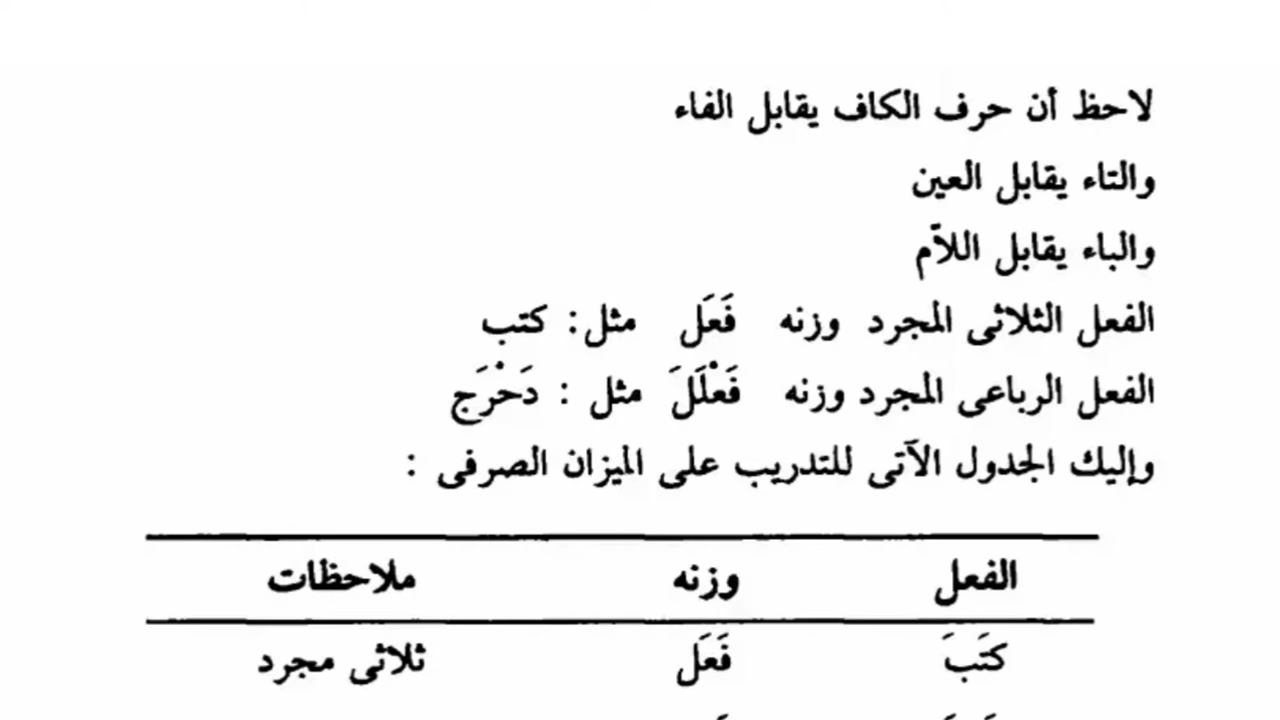 لاحظ أن حرف الكاف يقابل الفاء
والتاء يقابل العين
والباء يقابل اللاّم
الفعل الثلاثى المجرد وزنه فَعَل مثل: كتب
الفعل الرباعى المجرد وزنه فَعْلَلَ مثل : دَحْرَج
وإليك الجدول الآتى للتدريب على الميزان الصرفى :
الفعل وزنه ملاحظات
كتَبَ فَعَل ثلاثى مجرد